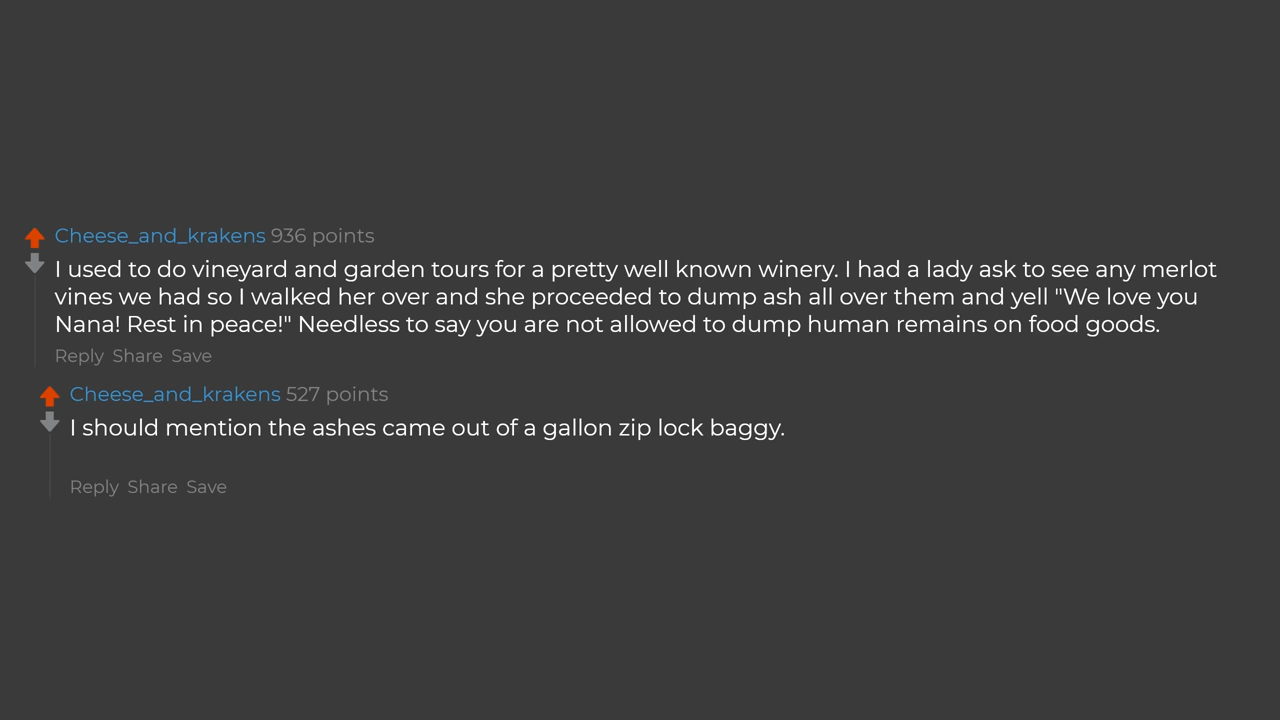 Cheese_and_krakens 936 points
I used to do vineyard and garden tours for a pretty well known winery. I had a lady ask to see any merlot
vines we had so I walked her over and she proceeded to dump ash all over them and yell "We love you
Nana! Rest in peace!" Needless to say you are not allowed to dump human remains on food goods.
Reply Share Save
Cheese_and_krakens 527 points
I should mention the ashes came out of a gallon zip lock baggy.
Reply Share Save